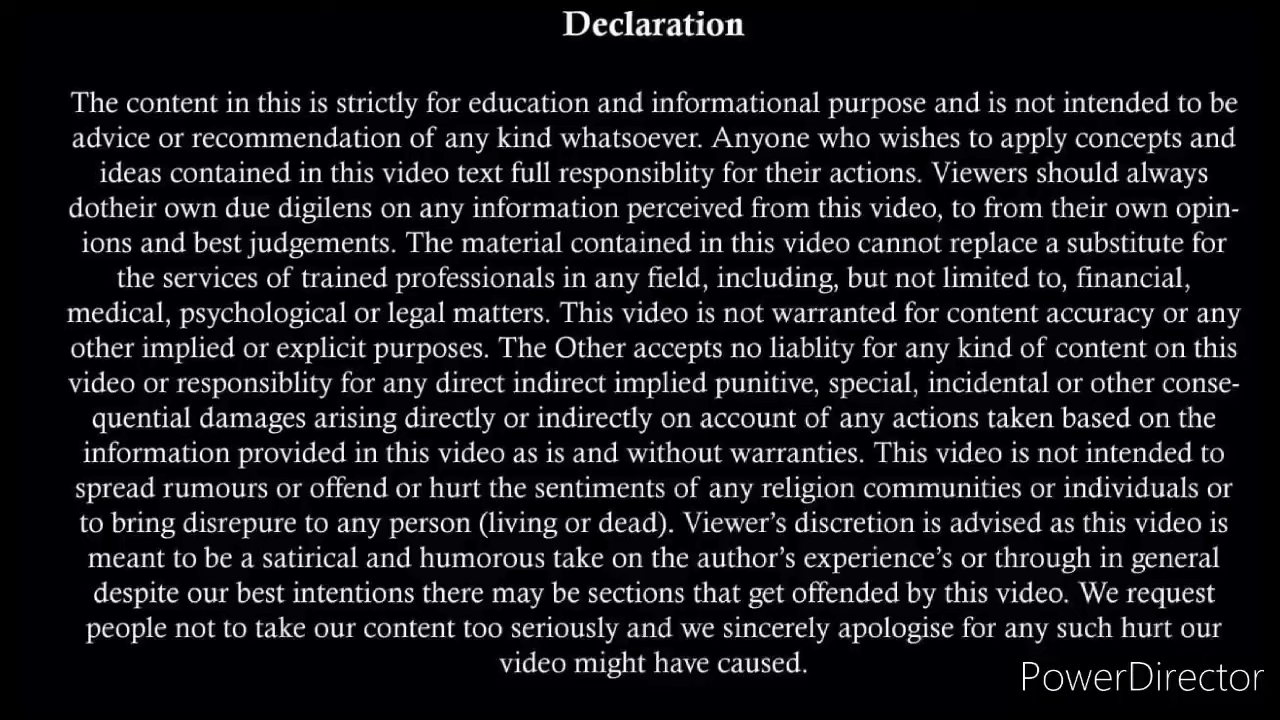 Declaration
The content in this is strictly for education and informational purpose and is not intended to be
advice or recommendation of any kind whatsoever. Anyone who wishes to apply concepts and
ideas contained in this video text full responsiblity for their actions. Viewers should always
dotheir own due digilens on any information perceived from this video, to from their own opin-
ions and best judgements. The material contained in this video cannot replace a substitute for
the services of trained professionals in any field, including, but not limited to, financial,
medical, psychological or legal matters. This video is not warranted for content accuracy or any
other implied or explicit purposes. The Other accepts no liablity for any kind of content on this
video or responsiblity for any direct indirect implied punitive, special, incidental or other conse-
quential damages arising directly or indirectly on account of any actions taken based on the
information provided in this video as is and without warranties. This video is not intended to
spread rumours or offend or hurt the sentiments of any religion communities or individuals or
to bring disrepure to any person (living or dead). Viewer's discretion is advised as this video is
meant to be a satirical and humorous take on the author's experience's or through in general
despite our best intentions there may be sections that get offended by this video. We request
people not to take our content too seriously and we sincerely apologise for any such hurt our
video might have caused.
PowerDirector